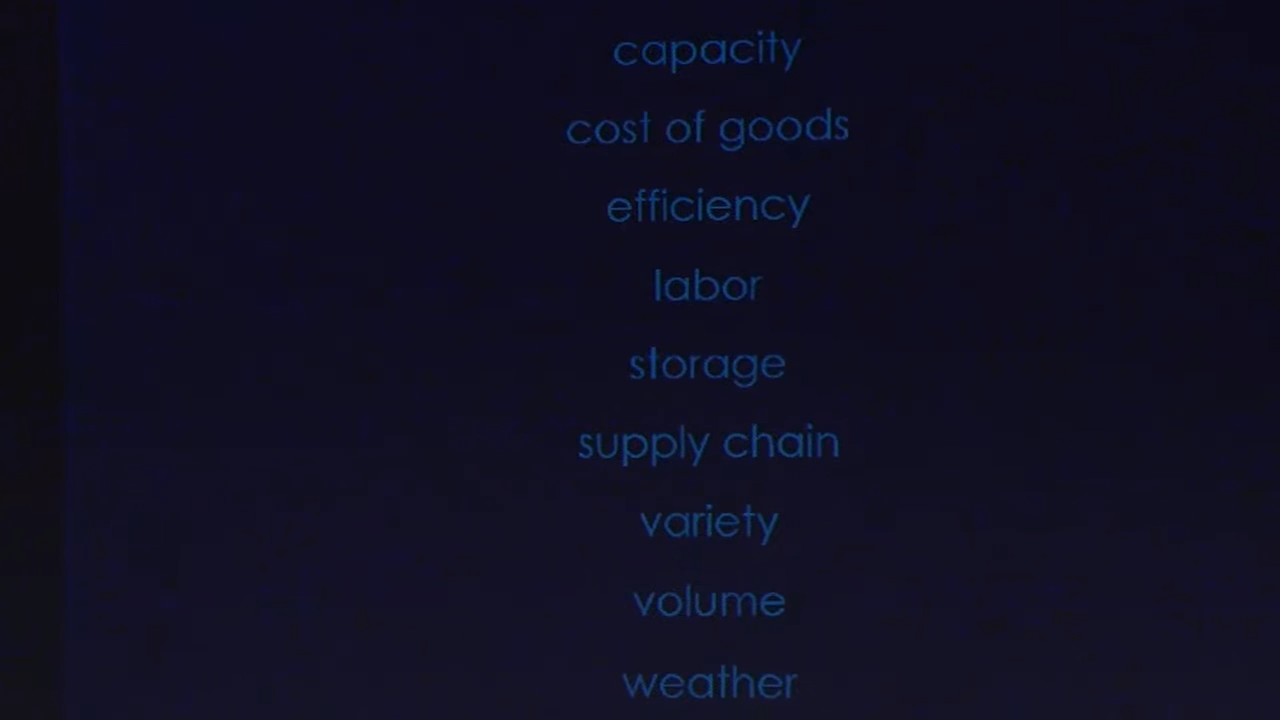 capacity
cost of goods
efficiency
labor
storage
supply chain
variety
volume
weather